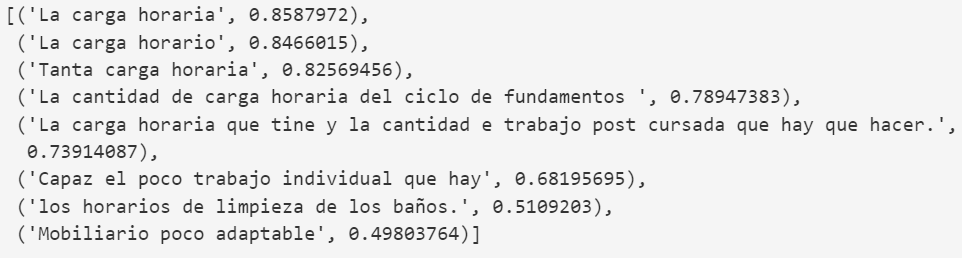 [('La carga horaria', 0.8587972),
('La carga horario', 0.8466015),
('Tanta carga horaria', 0.82569456),
('La cantidad de carga horaria del ciclo de fundamentos ', 0.78947383),
('La carga horaria que tine y la cantidad e trabajo post cursada que hay que hacer.',
0.73914087),
('Capaz el poco trabajo individual que hay', 0.68195695),
('los horarios de limpieza de los baños.', 0.5109203),
('Mobiliario poco adaptable', 0.49803764)]